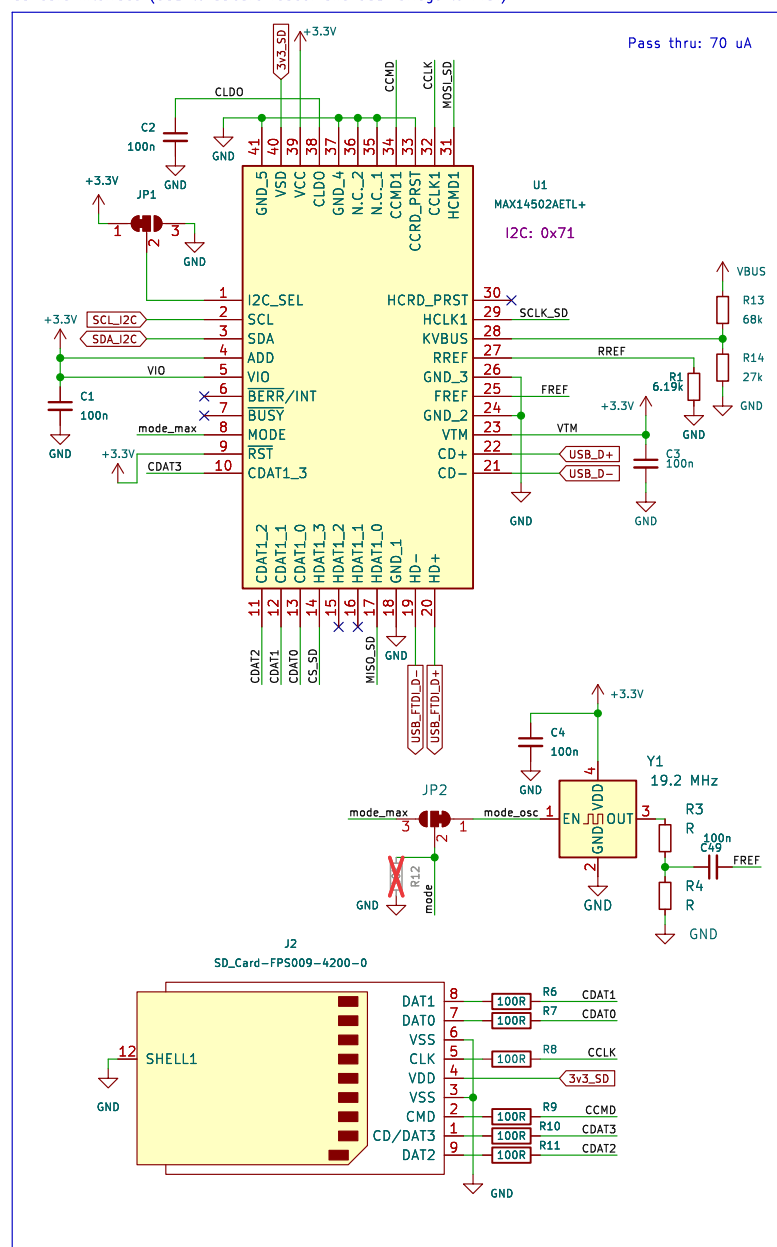 Pass thru: 70 uA
3v3_SD
+3.3V
CLDO
CCMD
CCLK
MOSI_SD
C2
100n
GND
GND
41
40
39
38
37
36
35
34
33
32
31
GND_5
VSD
VCC
CLDO
GND_4
N.C._2
N.C._1
CCMD1
CCRD_PRST
CCLK1
HCMD1
U1
MAX14502AETL+
I2C: 0x71
+3.3V
JP1
1
2
3
GND
1 I2C_SEL
SCL_I2C 2 SCL
SDA_I2C 3 SDA
+3.3V
4 ADD
VIO 5 VIO
6 BERR/INT
7 BUSY
mode_max 8 MODE
+3.3V 9 RST
CDAT3 10 CDAT1_3
C1
100n
GND
HCRD_PRST 30
HCLK1 29 SCLK_SD
KVBUS 28
RREF 27 RREF
GND_3 26
FREF 25 FREF
GND_2 24
VTM 23 VTM
CD+ 22 USB_D+
CD- 21 USB_D-
VBUS
R13
68k
R14
27k
GND
R1
6.19k
GND
+3.3V
C3
100n
GND
GND
CDAT1_2
CDAT1_1
CDAT1_0
HDAT1_3
HDAT1_2
HDAT1_1
HDAT1_0
GND_1
HD-
HD+
11
12
13
14
15
16
17
18
19
20
CDAT2
CDAT1
CDAT0
CS_SD
MISO_SD
GND
USB_FTDI_D-
USB_FTDI_D+
+3.3V
C4
100n
GND
Y1
19.2 MHz
4
VDD
1
EN
OUT
3
GND
2
GND
JP2
mode_max
3
2
1
mode_osc
R12
GND
mode
R3
R
100n
C49
FREF
R4
R
GND
J2
SD_Card-FPS009-4200-0
12 SHELL1
GND
DAT1 8 100R R6 CDAT1
DAT0 7 100R R7 CDAT0
VSS 6
CLK 5 100R R8 CCLK
VDD 4 3v3_SD
VSS 3
CMD 2 100R R9 CCMD
CD/DAT3 1 100R R10 CDAT3
DAT2 9 100R R11 CDAT2
GND